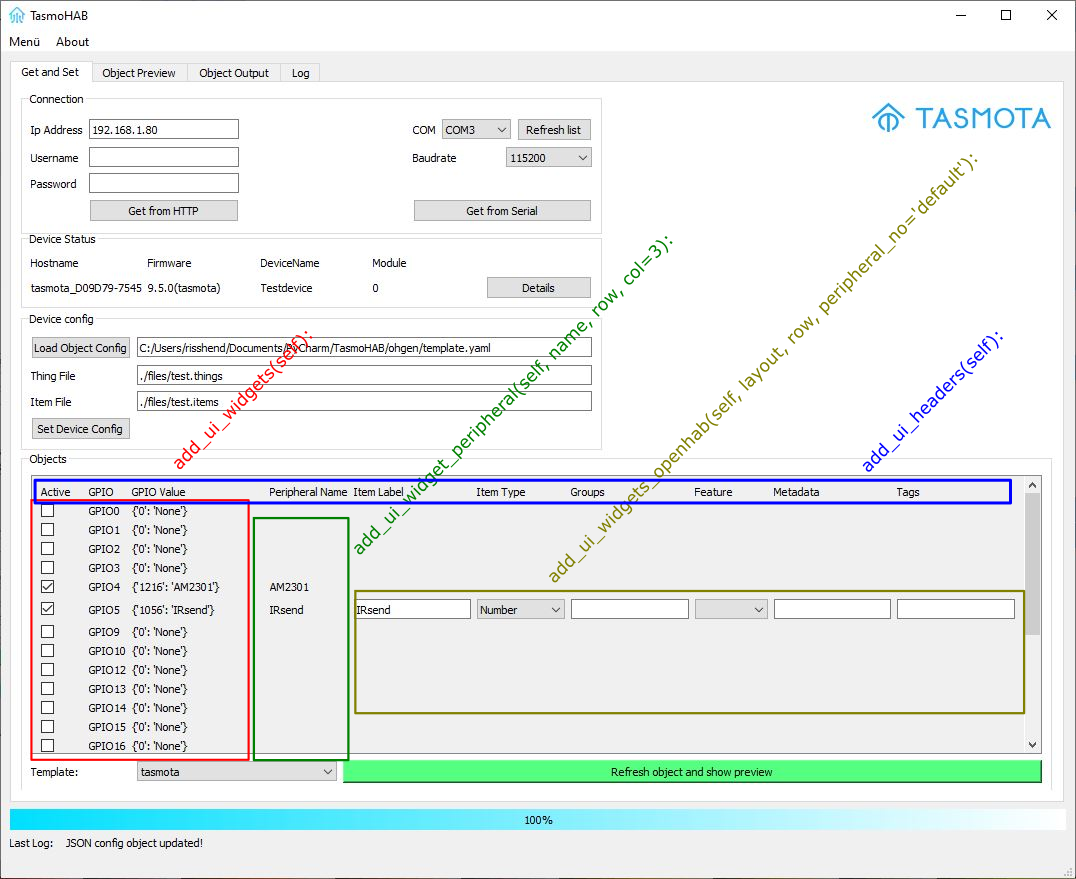 TasmoHAB
Menü About
Get and Set Object Preview Object Output Log
Connection
TASMOTA
Ip Address 192.168.1.80 COM COM3 Refresh list
Username Baudrate 115200
Password
Get from HTTP Get from Serial
Device Status
Hostname Firmware DeviceName Module
tasmota_D09D79-7545 9.5.0(tasmota) Testdevice 0 Details
Device config
Load Object Config C:/Users/risshend/Documents/PyCharm/TasmoHAB/ohgen/template.yaml
Thing File ./files/test.things
Item File ./files/test.items
Set Device Config
add_ui_widgets(self):
add_ui_widget_peripheral(self, name, row, col=3):
add_ui_widgets_openhab(self, layout, row, peripheral_no='default'):
add_ui_headers(self):
Objects
Active GPIO GPIO Value Peripheral Name Item Label Item Type Groups Feature Metadata Tags
GPIO0 {'0': 'None'}
GPIO1 {'0': 'None'}
GPIO2 {'0': 'None'}
GPIO3 {'0': 'None'}
GPIO4 {'1216': 'AM2301'} AM2301
GPIO5 {'1056': 'IRsend'} IRsend IRsend Number
GPIO9 {'0': 'None'}
GPIO10 {'0': 'None'}
GPIO12 {'0': 'None'}
GPIO13 {'0': 'None'}
GPIO14 {'0': 'None'}
GPIO15 {'0': 'None'}
GPIO16 {'0': 'None'}
Template: tasmota Refresh object and show preview
100%
Last Log: JSON config object updated!